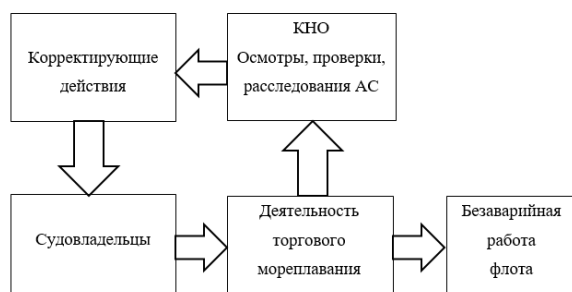 Корректирующие
действия
КНО
Осмотры, проверки,
расследования АС
Судовладельцы
Деятельность
торгового
мореплавания
Безаварийная
работа
флота